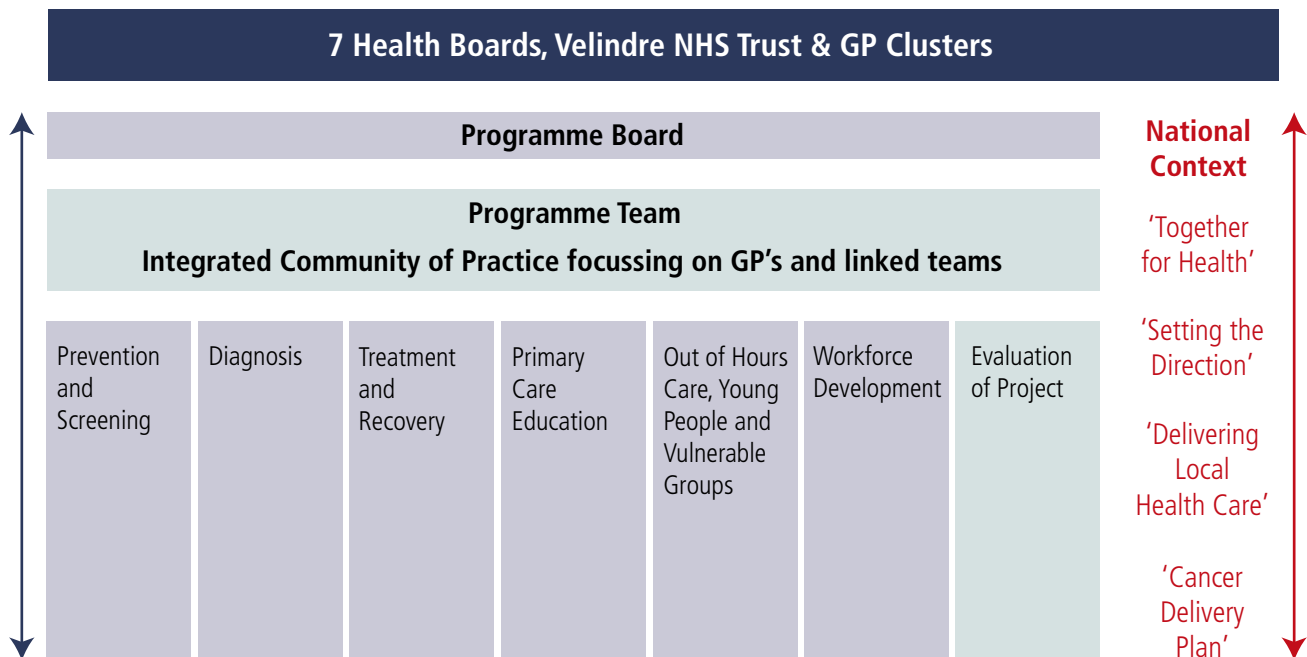 7 Health Boards, Velindre NHS Trust & GP Clusters
Programme Board
Programme Team
Integrated Community of Practice focussing on GP’s and linked teams
Prevention
and
Screening
Diagnosis
Treatment
and
Recovery
Primary
Care
Education
Out of Hours
Care, Young
People and
Vulnerable
Groups
Workforce
Development
Evaluation
of Project
National
Context
‘Together
for Health’
‘Setting the
Direction’
‘Delivering
Local
Health Care’
‘Cancer
Delivery
Plan’